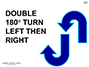 DOUBLE
180° TURN
LEFT THEN
RIGHT